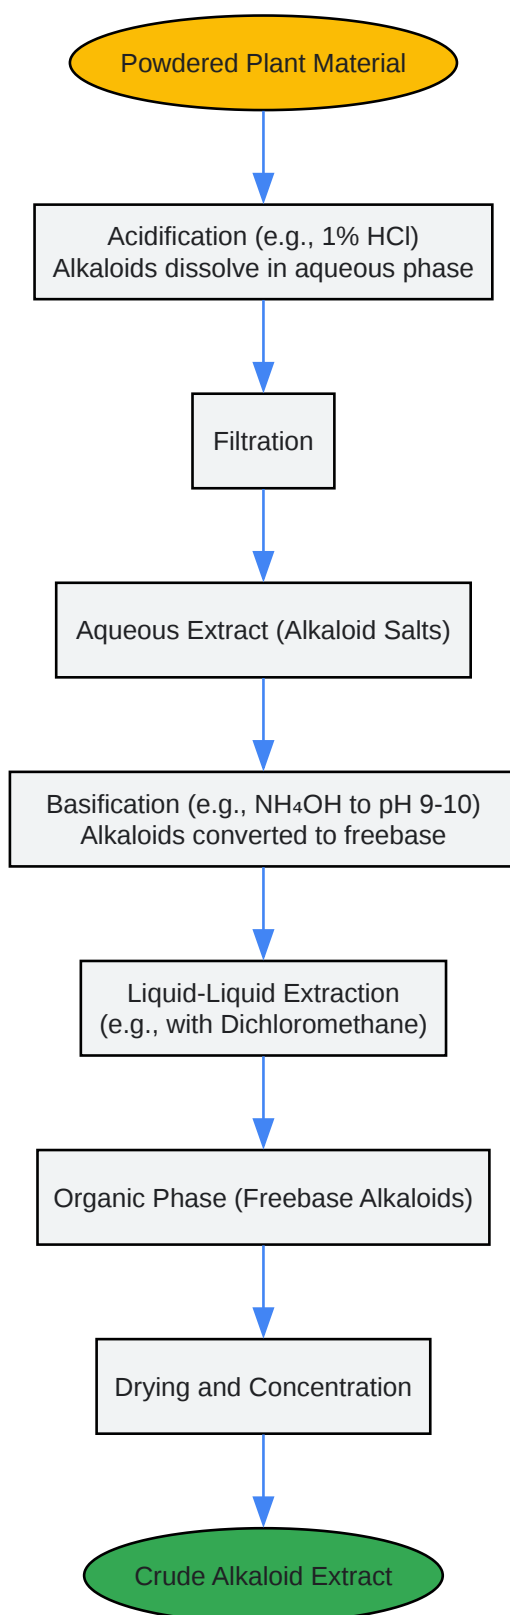 Powdered Plant Material
Acidification (e.g., 1% HCl)
Alkaloids dissolve in aqueous phase
Filtration
Aqueous Extract (Alkaloid Salts)
Basification (e.g., NH₄OH to pH 9-10)
Alkaloids converted to freebase
Liquid-Liquid Extraction
(e.g., with Dichloromethane)
Organic Phase (Freebase Alkaloids)
Drying and Concentration
Crude Alkaloid Extract